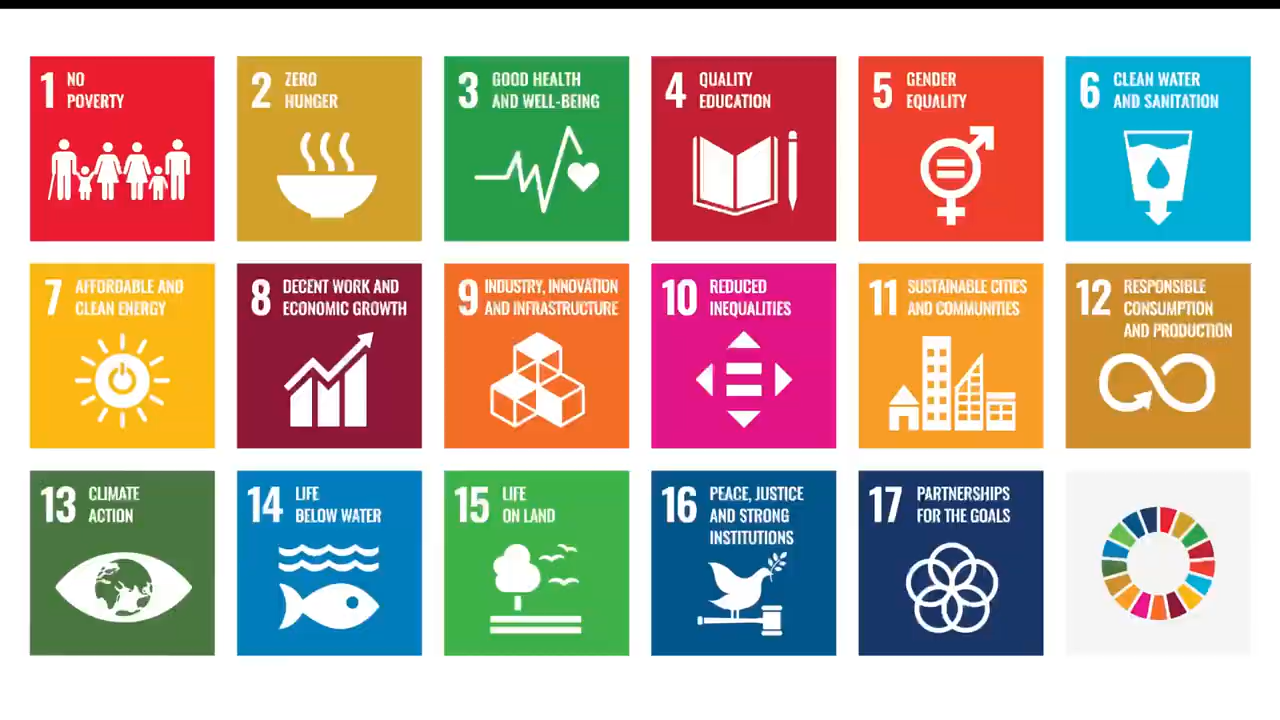 1 NO
POVERTY
2 ZERO
HUNGER
3 GOOD HEALTH
AND WELL-BEING
4 QUALITY
EDUCATION
5 GENDER
EQUALITY
6 CLEAN WATER
AND SANITATION
7 AFFORDABLE AND
CLEAN ENERGY
8 DECENT WORK AND
ECONOMIC GROWTH
9 INDUSTRY, INNOVATION
AND INFRASTRUCTURE
10 REDUCED
INEQUALITIES
11 SUSTAINABLE CITIES
AND COMMUNITIES
12 RESPONSIBLE
CONSUMPTION
AND PRODUCTION
13 CLIMATE
ACTION
14 LIFE
BELOW WATER
15 LIFE
ON LAND
16 PEACE, JUSTICE
AND STRONG
INSTITUTIONS
17 PARTNERSHIPS
FOR THE GOALS